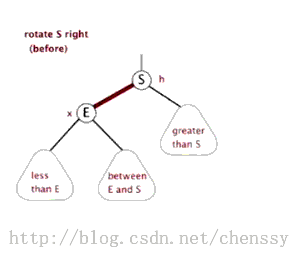 rotate S right
(before)
S
h
x
E
greater
than S
less
than E
between
E and S
http://blog.csdn.net/chenssy